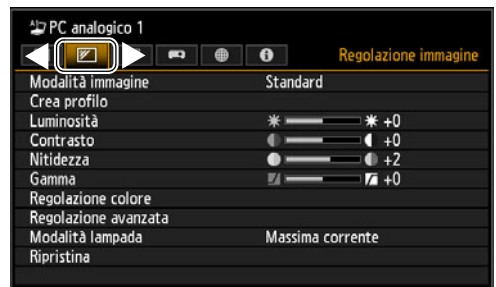 PC analogico 1
Regolazione immagine
Modalità immagine Standard
Crea profilo
Luminosità +0
Contrasto +0
Nitidezza +2
Gamma +0
Regolazione colore
Regolazione avanzata
Modalità lampada Massima corrente
Ripristina